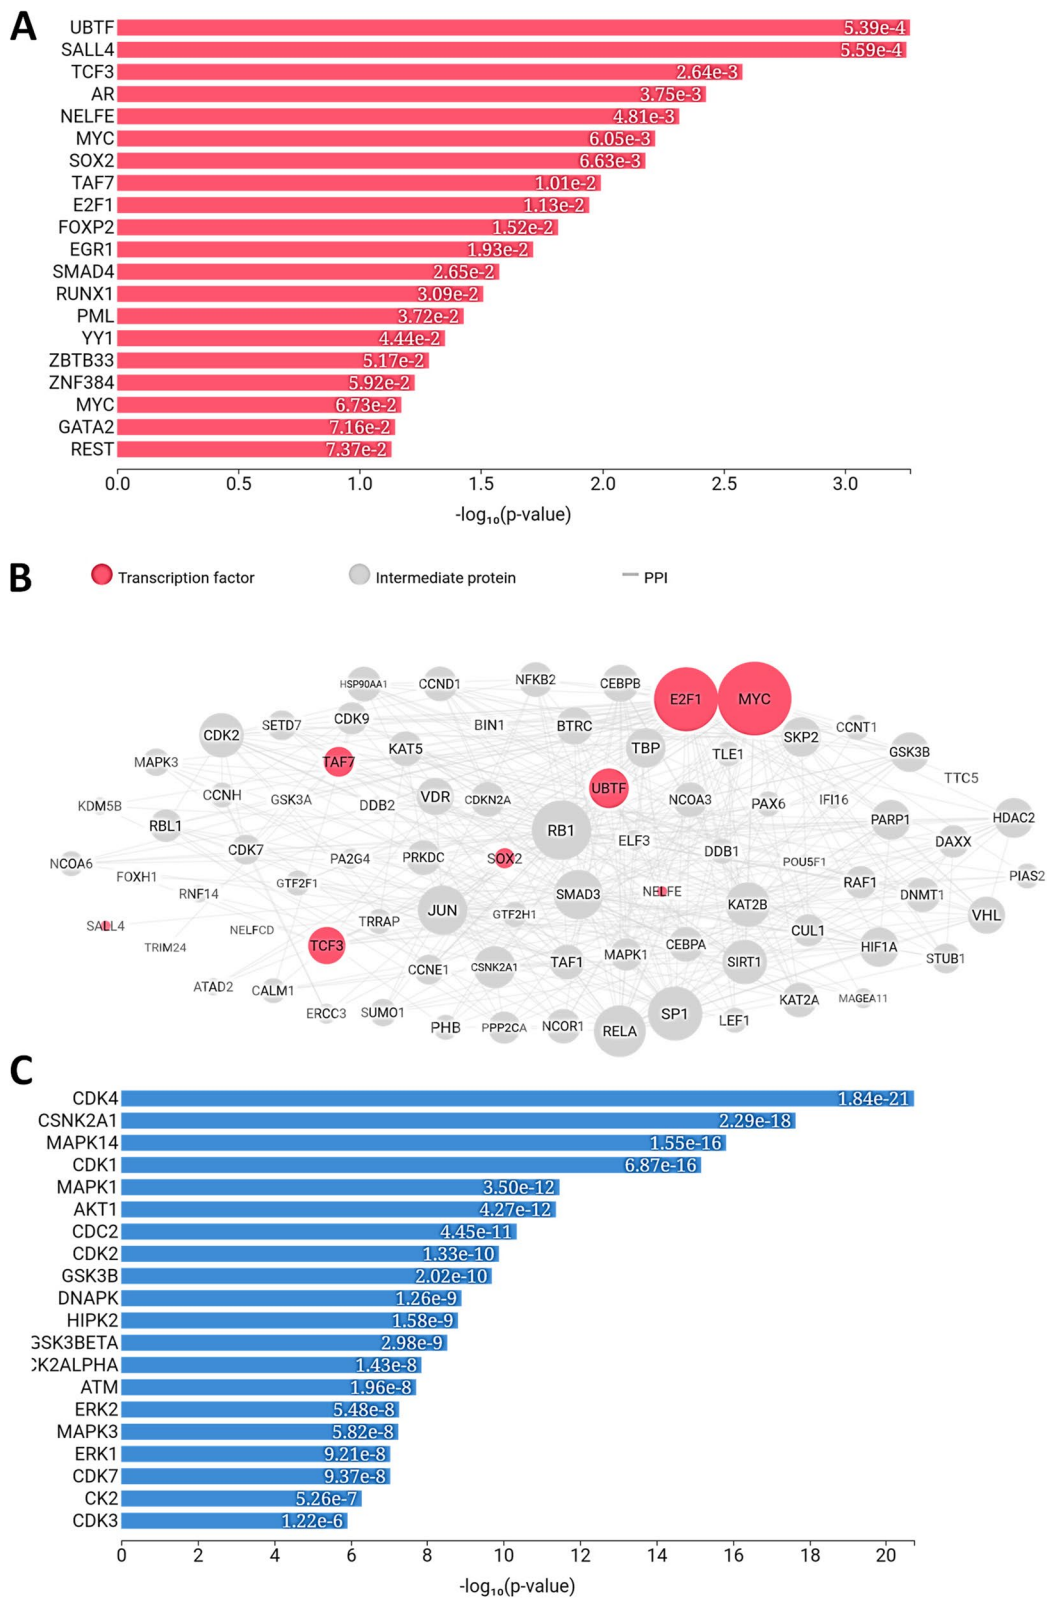 A
UBTF 5.39e-4
SALL4 5.59e-4
TCF3 2.64e-3
AR 3.75e-3
NELFE 4.81e-3
MYC 6.05e-3
SOX2 6.63e-3
TAF7 1.01e-2
E2F1 1.13e-2
FOXP2 1.52e-2
EGR1 1.93e-2
SMAD4 2.65e-2
RUNX1 3.09e-2
PML 3.72e-2
YY1 4.44e-2
ZBTB33 5.17e-2
ZNF384 5.92e-2
MYC 6.73e-2
GATA2 7.16e-2
REST 7.37e-2
0.0 0.5 1.0 1.5 2.0 2.5 3.0
-log₁₀(p-value)
B
Transcription factor Intermediate protein PPI
HSP90AA1 CCND1 NFKB2 CEBPB E2F1 MYC
CDK2 SETD7 CDK9 BIN1 BTRC TBP TLE1 SKP2 CCNT1
MAPK3 TAF7 KAT5 GSK3B
TTC5
KDM5B CCNH GSK3A DDB2 VDR CDKN2A UBTF NCOA3 PAX6 IFI16
RBL1 RB1 ELF3 PARP1 HDAC2
NCOA6 CDK7 PA2G4 PRKDC SOX2 DDB1 POU5F1 DAXX
FOXH1 RNF14 GTF2F1 SMAD3 NELFE RAF1 DNMT1 PIAS2
SALL4 NELFCD TRRAP JUN GTF2H1 KAT2B VHL
TRIM24 TCF3 CEBPA CUL1 HIF1A
CCNE1 CSNK2A1 TAF1 MAPK1 SIRT1 STUB1
ATAD2 CALM1 KAT2A MAGEA11
ERCC3 SUMO1 PHB PPP2CA NCOR1 RELA SP1 LEF1
C
CDK4 1.84e-21
CSNK2A1 2.29e-18
MAPK14 1.55e-16
CDK1 6.87e-16
MAPK1 3.50e-12
AKT1 4.27e-12
CDC2 4.45e-11
CDK2 1.33e-10
GSK3B 2.02e-10
DNAPK 1.26e-9
HIPK2 1.58e-9
GSK3BETA 2.98e-9
CK2ALPHA 1.43e-8
ATM 1.96e-8
ERK2 5.48e-8
MAPK3 5.82e-8
ERK1 9.21e-8
CDK7 9.37e-8
CK2 5.26e-7
CDK3 1.22e-6
0 2 4 6 8 10 12 14 16 18 20
-log₁₀(p-value)